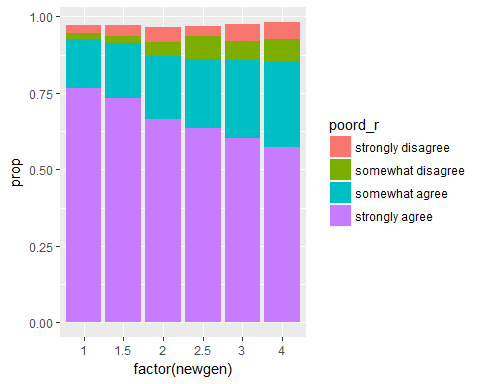 1.00
0.75
0.50
0.25
0.00
prop
1 1.5 2 2.5 3 4
factor(newgen)
poord_r
strongly disagree
somewhat disagree
somewhat agree
strongly agree